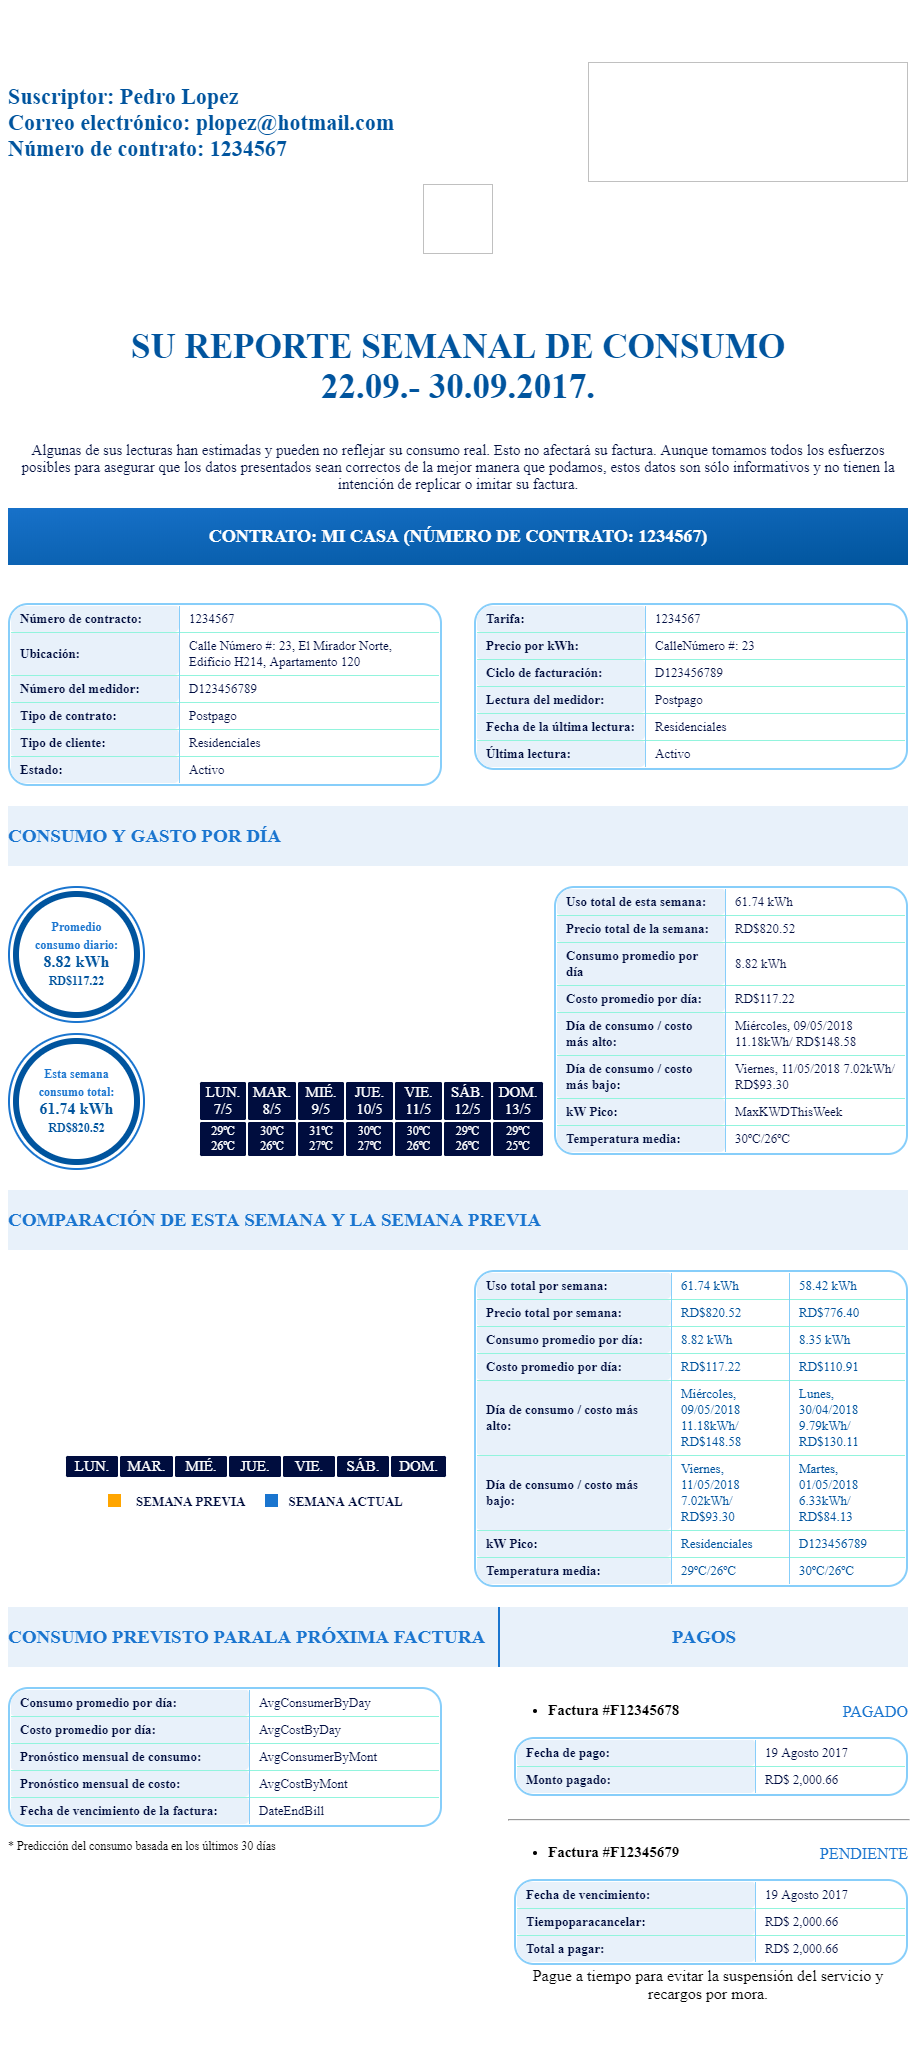 Suscriptor: Pedro Lopez
Correo electrónico: plopez@hotmail.com
Número de contrato: 1234567
SU REPORTE SEMANAL DE CONSUMO
22.09.- 30.09.2017.
Algunas de sus lecturas han estimadas y pueden no reflejar su consumo real. Esto no afectará su factura. Aunque tomamos todos los esfuerzos
posibles para asegurar que los datos presentados sean correctos de la mejor manera que podamos, estos datos son sólo informativos y no tienen la
intención de replicar o imitar su factura.
CONTRATO: MI CASA (NÚMERO DE CONTRATO: 1234567)
Número de contracto: 1234567
Ubicación: Calle Número #: 23, El Mirador Norte,
Edificio H214, Apartamento 120
Número del medidor: D123456789
Tipo de contrato: Postpago
Tipo de cliente: Residenciales
Estado: Activo
Tarifa: 1234567
Precio por kWh: CalleNúmero #: 23
Ciclo de facturación: D123456789
Lectura del medidor: Postpago
Fecha de la última lectura: Residenciales
Última lectura: Activo
CONSUMO Y GASTO POR DÍA
Promedio
consumo diario:
8.82 kWh
RD$117.22
Esta semana
consumo total:
61.74 kWh
RD$820.52
LUN. MAR. MIÉ. JUE. VIE. SÁB. DOM.
7/5 8/5 9/5 10/5 11/5 12/5 13/5
29ºC 30ºC 31ºC 30ºC 30ºC 29ºC 29ºC
26ºC 26ºC 27ºC 27ºC 26ºC 26ºC 25ºC
Uso total de esta semana: 61.74 kWh
Precio total de la semana: RD$820.52
Consumo promedio por
día 8.82 kWh
Costo promedio por día: RD$117.22
Día de consumo / costo Miércoles, 09/05/2018
más alto: 11.18kWh/ RD$148.58
Día de consumo / costo Viernes, 11/05/2018 7.02kWh/
más bajo: RD$93.30
kW Pico: MaxKWDThisWeek
Temperatura media: 30ºC/26ºC
COMPARACIÓN DE ESTA SEMANA Y LA SEMANA PREVIA
LUN. MAR. MIÉ. JUE. VIE. SÁB. DOM.
SEMANA PREVIA SEMANA ACTUAL
Uso total por semana: 61.74 kWh 58.42 kWh
Precio total por semana: RD$820.52 RD$776.40
Consumo promedio por día: 8.82 kWh 8.35 kWh
Costo promedio por día: RD$117.22 RD$110.91
Día de consumo / costo más
alto:
Miércoles,
09/05/2018
11.18kWh/
RD$148.58
Lunes,
30/04/2018
9.79kWh/
RD$130.11
Día de consumo / costo más
bajo:
Viernes,
11/05/2018
7.02kWh/
RD$93.30
Martes,
01/05/2018
6.33kWh/
RD$84.13
kW Pico: Residenciales D123456789
Temperatura media: 29ºC/26ºC 30ºC/26ºC
CONSUMO PREVISTO PARALA PRÓXIMA FACTURA
Consumo promedio por día: AvgConsumerByDay
Costo promedio por día: AvgCostByDay
Pronóstico mensual de consumo: AvgConsumerByMont
Pronóstico mensual de costo: AvgCostByMont
Fecha de vencimiento de la factura: DateEndBill
* Predicción del consumo basada en los últimos 30 días
PAGOS
• Factura #F12345678 PAGADO
Fecha de pago: 19 Agosto 2017
Monto pagado: RD$ 2,000.66
• Factura #F12345679 PENDIENTE
Fecha de vencimiento: 19 Agosto 2017
Tiempoparacancelar: RD$ 2,000.66
Total a pagar: RD$ 2,000.66
Pague a tiempo para evitar la suspensión del servicio y
recargos por mora.